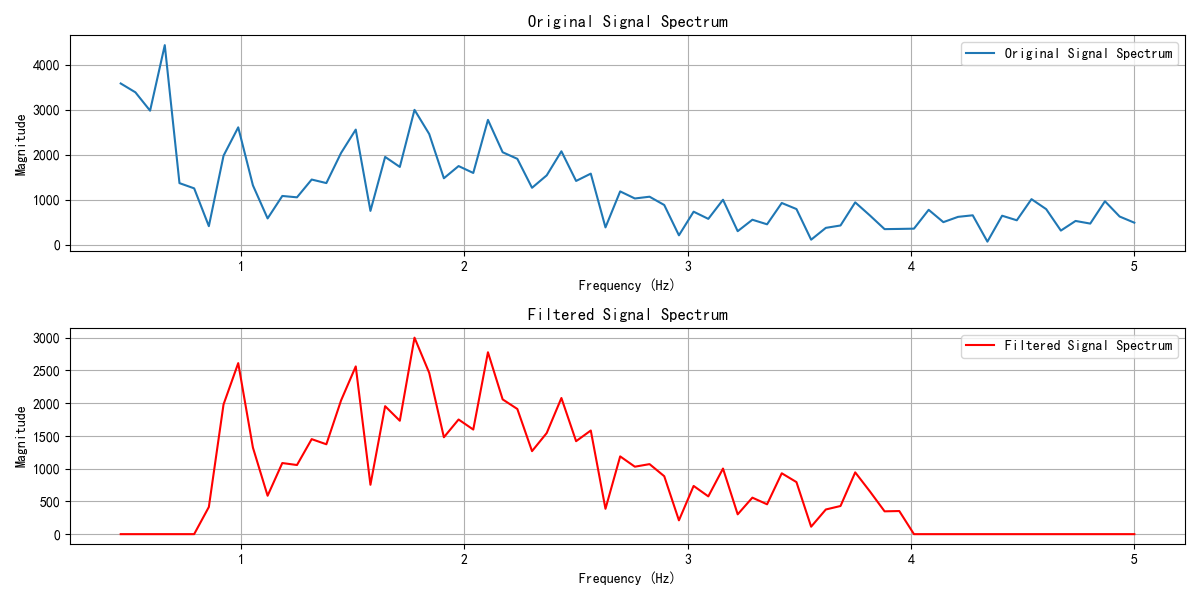 Original Signal Spectrum
Original Signal Spectrum
Magnitude
4000
3000
2000
1000
0
1
2
3
4
5
Frequency (Hz)
Filtered Signal Spectrum
Filtered Signal Spectrum
Magnitude
3000
2500
2000
1500
1000
500
0
1
2
3
4
5
Frequency (Hz)